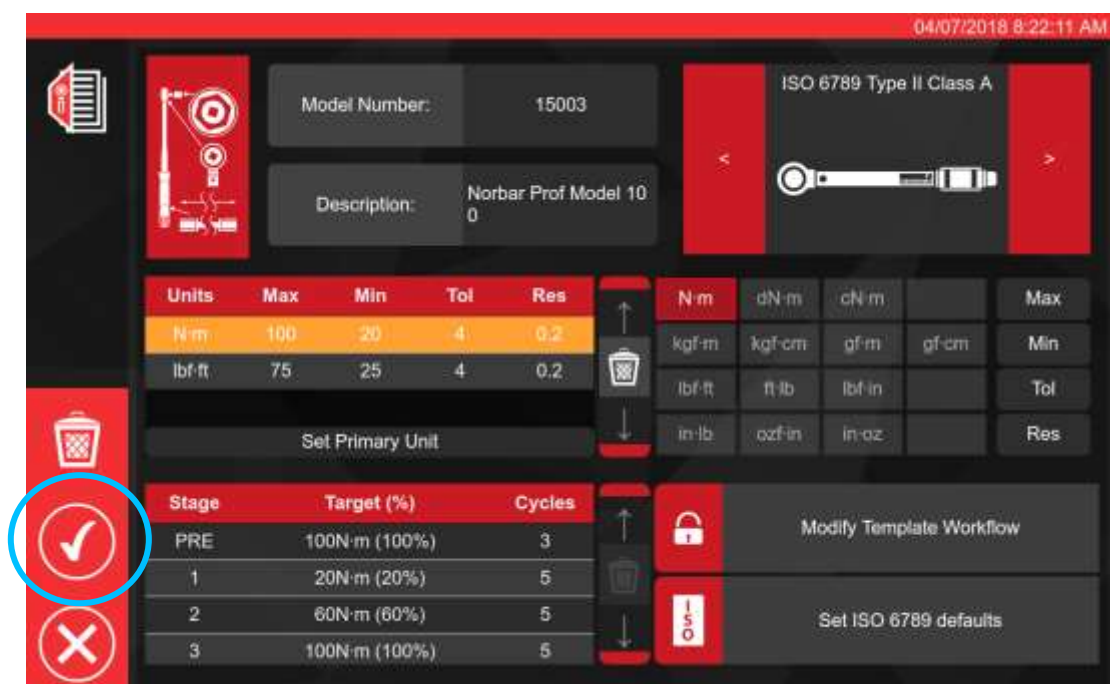 04/07/2018 8:22:11 AM
Model Number: 15003
ISO 6789 Type II Class A
< >
Description: Norbar Prof Model 10
0
Units Max Min Tol Res
N·m 100 20 4 0.2
lbf·ft 75 25 4 0.2
Set Primary Unit
N·m dN·m cN·m Max
kgf·m kgf·cm gf·m gf·cm Min
lbf·ft ft·lb lbf·in Tol
in·lb ozf·in in·oz Res
Stage Target (%) Cycles
PRE 100N·m (100%) 3
1 20N·m (20%) 5
2 60N·m (60%) 5
3 100N·m (100%) 5
Modify Template Workflow
ISO
Set ISO 6789 defaults